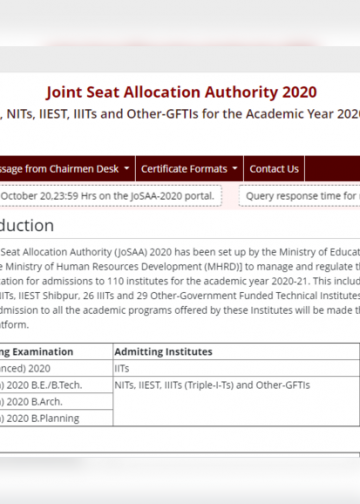 Joint Seat Allocation Authority 2020
, NITs, IIEST, IIITs and Other-GFTIs for the Academic Year 202
ssage from Chairmen Desk Certificate Formats Contact Us
October 20,23:59 Hrs on the JoSAA-2020 portal. Query response time for
duction
Seat Allocation Authority (JoSAA) 2020 has been set up by the Ministry of Educat
e Ministry of Human Resources Development (MHRD)] to manage and regulate t
cation for admissions to 110 institutes for the academic year 2020-21. This inclu
IITs, IIEST Shibpur, 26 IIITs and 29 Other-Government Funded Technical Institutes
dmission to all the academic programs offered by these Institutes will be made th
atform.
ng Examination Admitting Institutes
nced) 2020 IITs
) 2020 B.E./B.Tech. NITs, IIEST, IIITs (Triple-I-Ts) and Other-GFTIs
) 2020 B.Arch.
) 2020 B.Planning